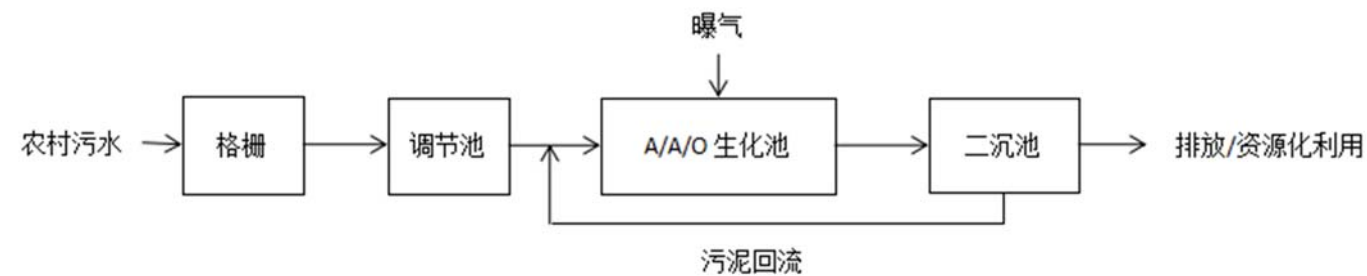 曝气
农村污水
格栅
调节池
A/A/O 生化池
二沉池
排放/资源化利用
污泥回流